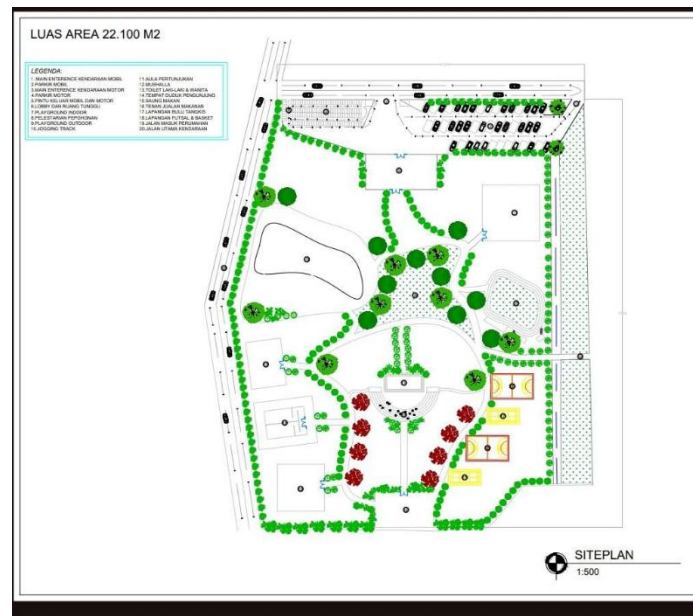 LUAS AREA 22.100 M2
LEGENDA:
1. MAIN ENTERENCE KENDARAAN MOBIL
2.PARKIR MOBIL
3.MAIN ENTERENCE KENDARAAN MOTOR
4.PARKIR MOTOR
5.PINTU KELUAR MOBIL DAN MOTOR
6.LOBBY DAN RUANG TUNGGU
7.PLAYGROUND INDOOR
8.PELESTARIAN PEPOHONAN
9.PLAYGROUND OUTDOOR
10.JOGGING TRACK
11.AULA PERTUNJUKAN
12.MUSHOLLA
13.TOILET LAKI-LAKI & WANITA
14.TEMPAT DUDUK PENGUNJUNG
15.SAUNG MAKAN
16.TENAN JUALAN MAKANAN
17.LAPANGAN BULU TANGKIS
18.LAPANGAN FUTSAL & BASKET
19.JALAN MASUK PERUMAHAN
20.JALAN UTAMA KENDARAAN
SITEPLAN
1:500